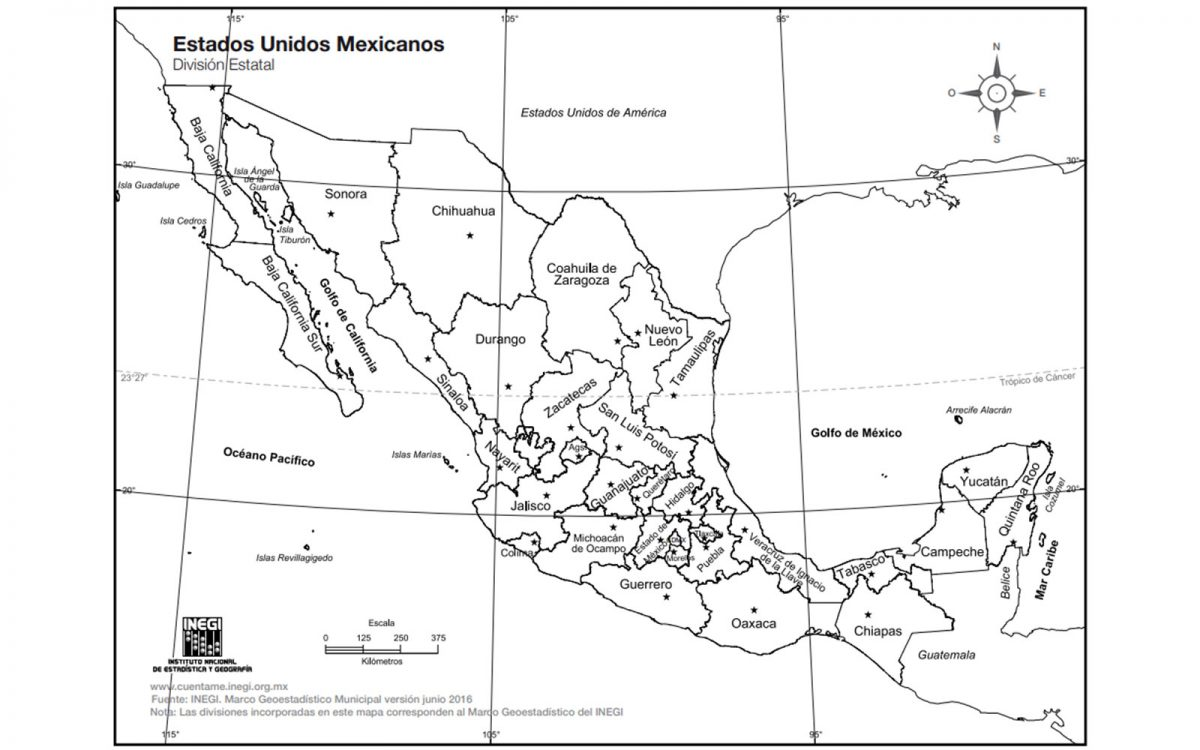 115°
105°
95°
Estados Unidos Mexicanos
División Estatal
N
O
E
S
Estados Unidos de América
30°
30°
Isla Guadalupe
Baja California
Isla Ángel
de la
Guarda
Sonora
Isla Cedros
Isla
Tiburón
Chihuahua
Coahuila de
Zaragoza
Baja California Sur
Golfo de California
Durango
Nuevo
León
Tamaulipas
23°27'
Trópico de Cáncer
Sinaloa
Zacatecas
San Luis Potosí
Arrecife Alacrán
Golfo de México
Océano Pacífico
Islas Marías
Nayarit
Ags.
Yucatán
Quintana Roo
Isla
Cozumel
20°
20°
Jalisco
Guanajuato
Querétaro
Hidalgo
Colima
Michoacán
de Ocampo
Estado de
México
CDMX
Tlaxcala
Morelos
Puebla
Veracruz de Ignacio
de la Llave
Tabasco
Campeche
Belice
Mar Caribe
Islas Revillagigedo
Guerrero
Oaxaca
Chiapas
Guatemala
INEGI
INSTITUTO NACIONAL
DE ESTADÍSTICA Y GEOGRAFÍA
Escala
0 125 250 375
Kilómetros
www.cuentame.inegi.org.mx
Fuente: INEGI. Marco Geoestadístico Municipal versión junio 2016
Nota: Las divisiones incorporadas en este mapa corresponden al Marco Geoestadístico del INEGI
115°
105°
95°